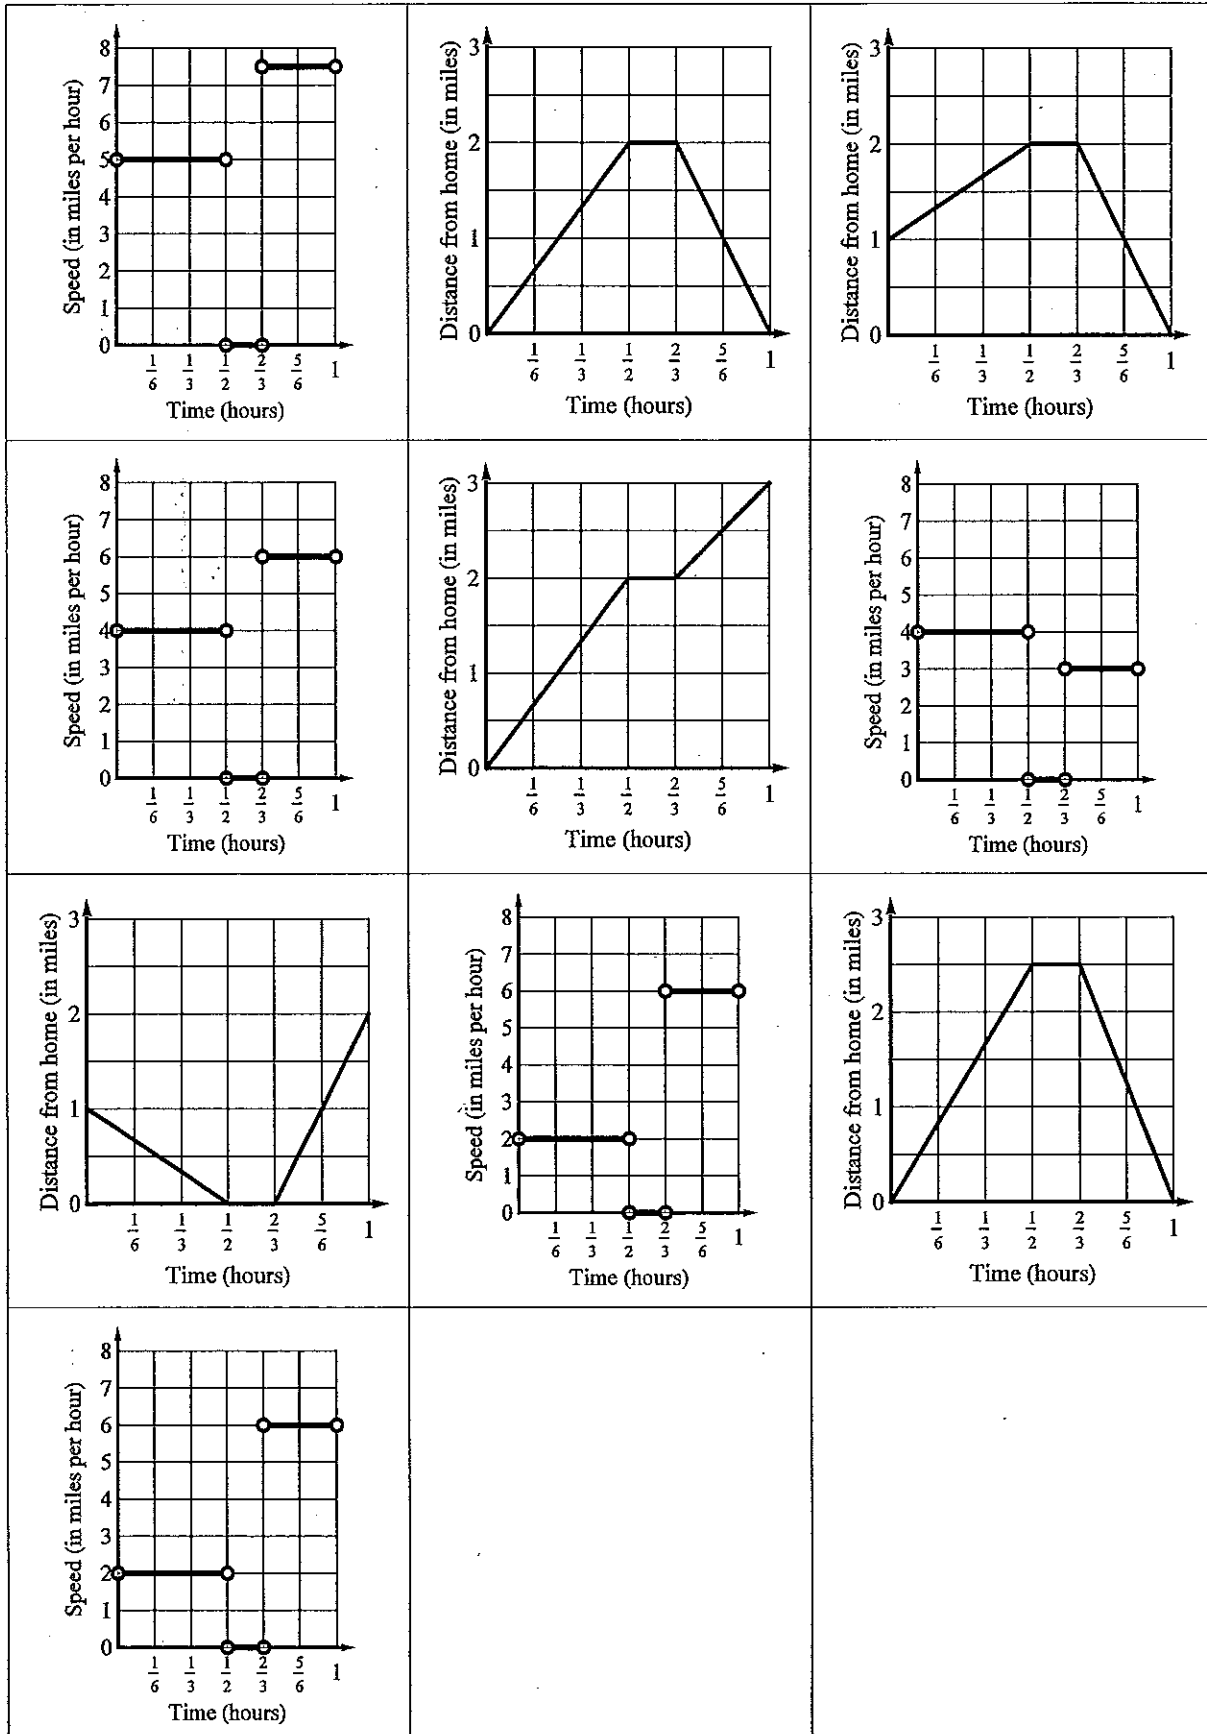 Speed (in miles per hour)
8
7
6
5
4
3
2
1
0
1/6 1/3 1/2 2/3 5/6 1
Time (hours)
Distance from home (in miles)
3
2
1
0
1/6 1/3 1/2 2/3 5/6 1
Time (hours)
Distance from home (in miles)
3
2
1
0
1/6 1/3 1/2 2/3 5/6 1
Time (hours)
Speed (in miles per hour)
8
7
6
5
4
3
2
1
0
1/6 1/3 1/2 2/3 5/6 1
Time (hours)
Distance from home (in miles)
3
2
1
0
1/6 1/3 1/2 2/3 5/6 1
Time (hours)
Speed (in miles per hour)
8
7
6
5
4
3
2
1
0
1/6 1/3 1/2 2/3 5/6 1
Time (hours)
Distance from home (in miles)
3
2
1
0
1/6 1/3 1/2 2/3 5/6 1
Time (hours)
Speed (in miles per hour)
8
7
6
5
4
3
2
1
0
1/6 1/3 1/2 2/3 5/6 1
Time (hours)
Distance from home (in miles)
3
2
1
0
1/6 1/3 1/2 2/3 5/6 1
Time (hours)
Speed (in miles per hour)
8
7
6
5
4
3
2
1
0
1/6 1/3 1/2 2/3 5/6 1
Time (hours)